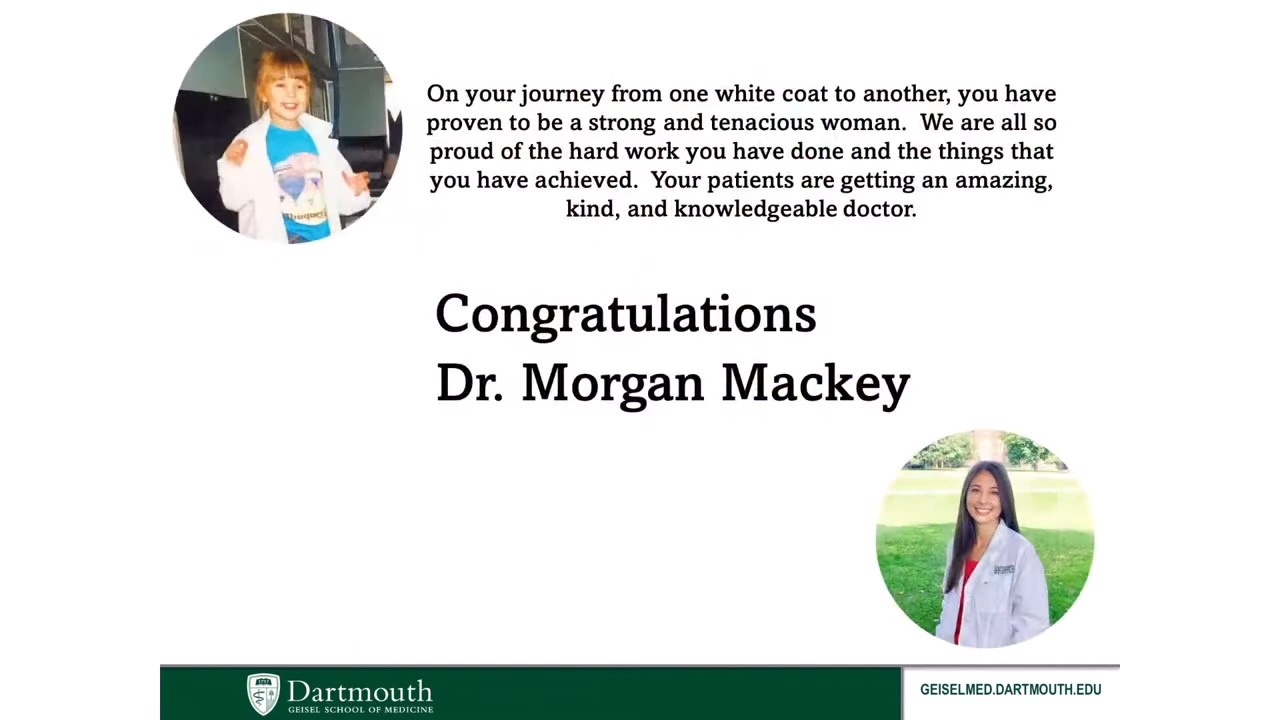 On your journey from one white coat to another, you have
proven to be a strong and tenacious woman.  We are all so
proud of the hard work you have done and the things that
you have achieved.  Your patients are getting an amazing,
kind, and knowledgeable doctor.
Congratulations
Dr. Morgan Mackey
Dartmouth
GEISEL SCHOOL OF MEDICINE
GEISELMED.DARTMOUTH.EDU